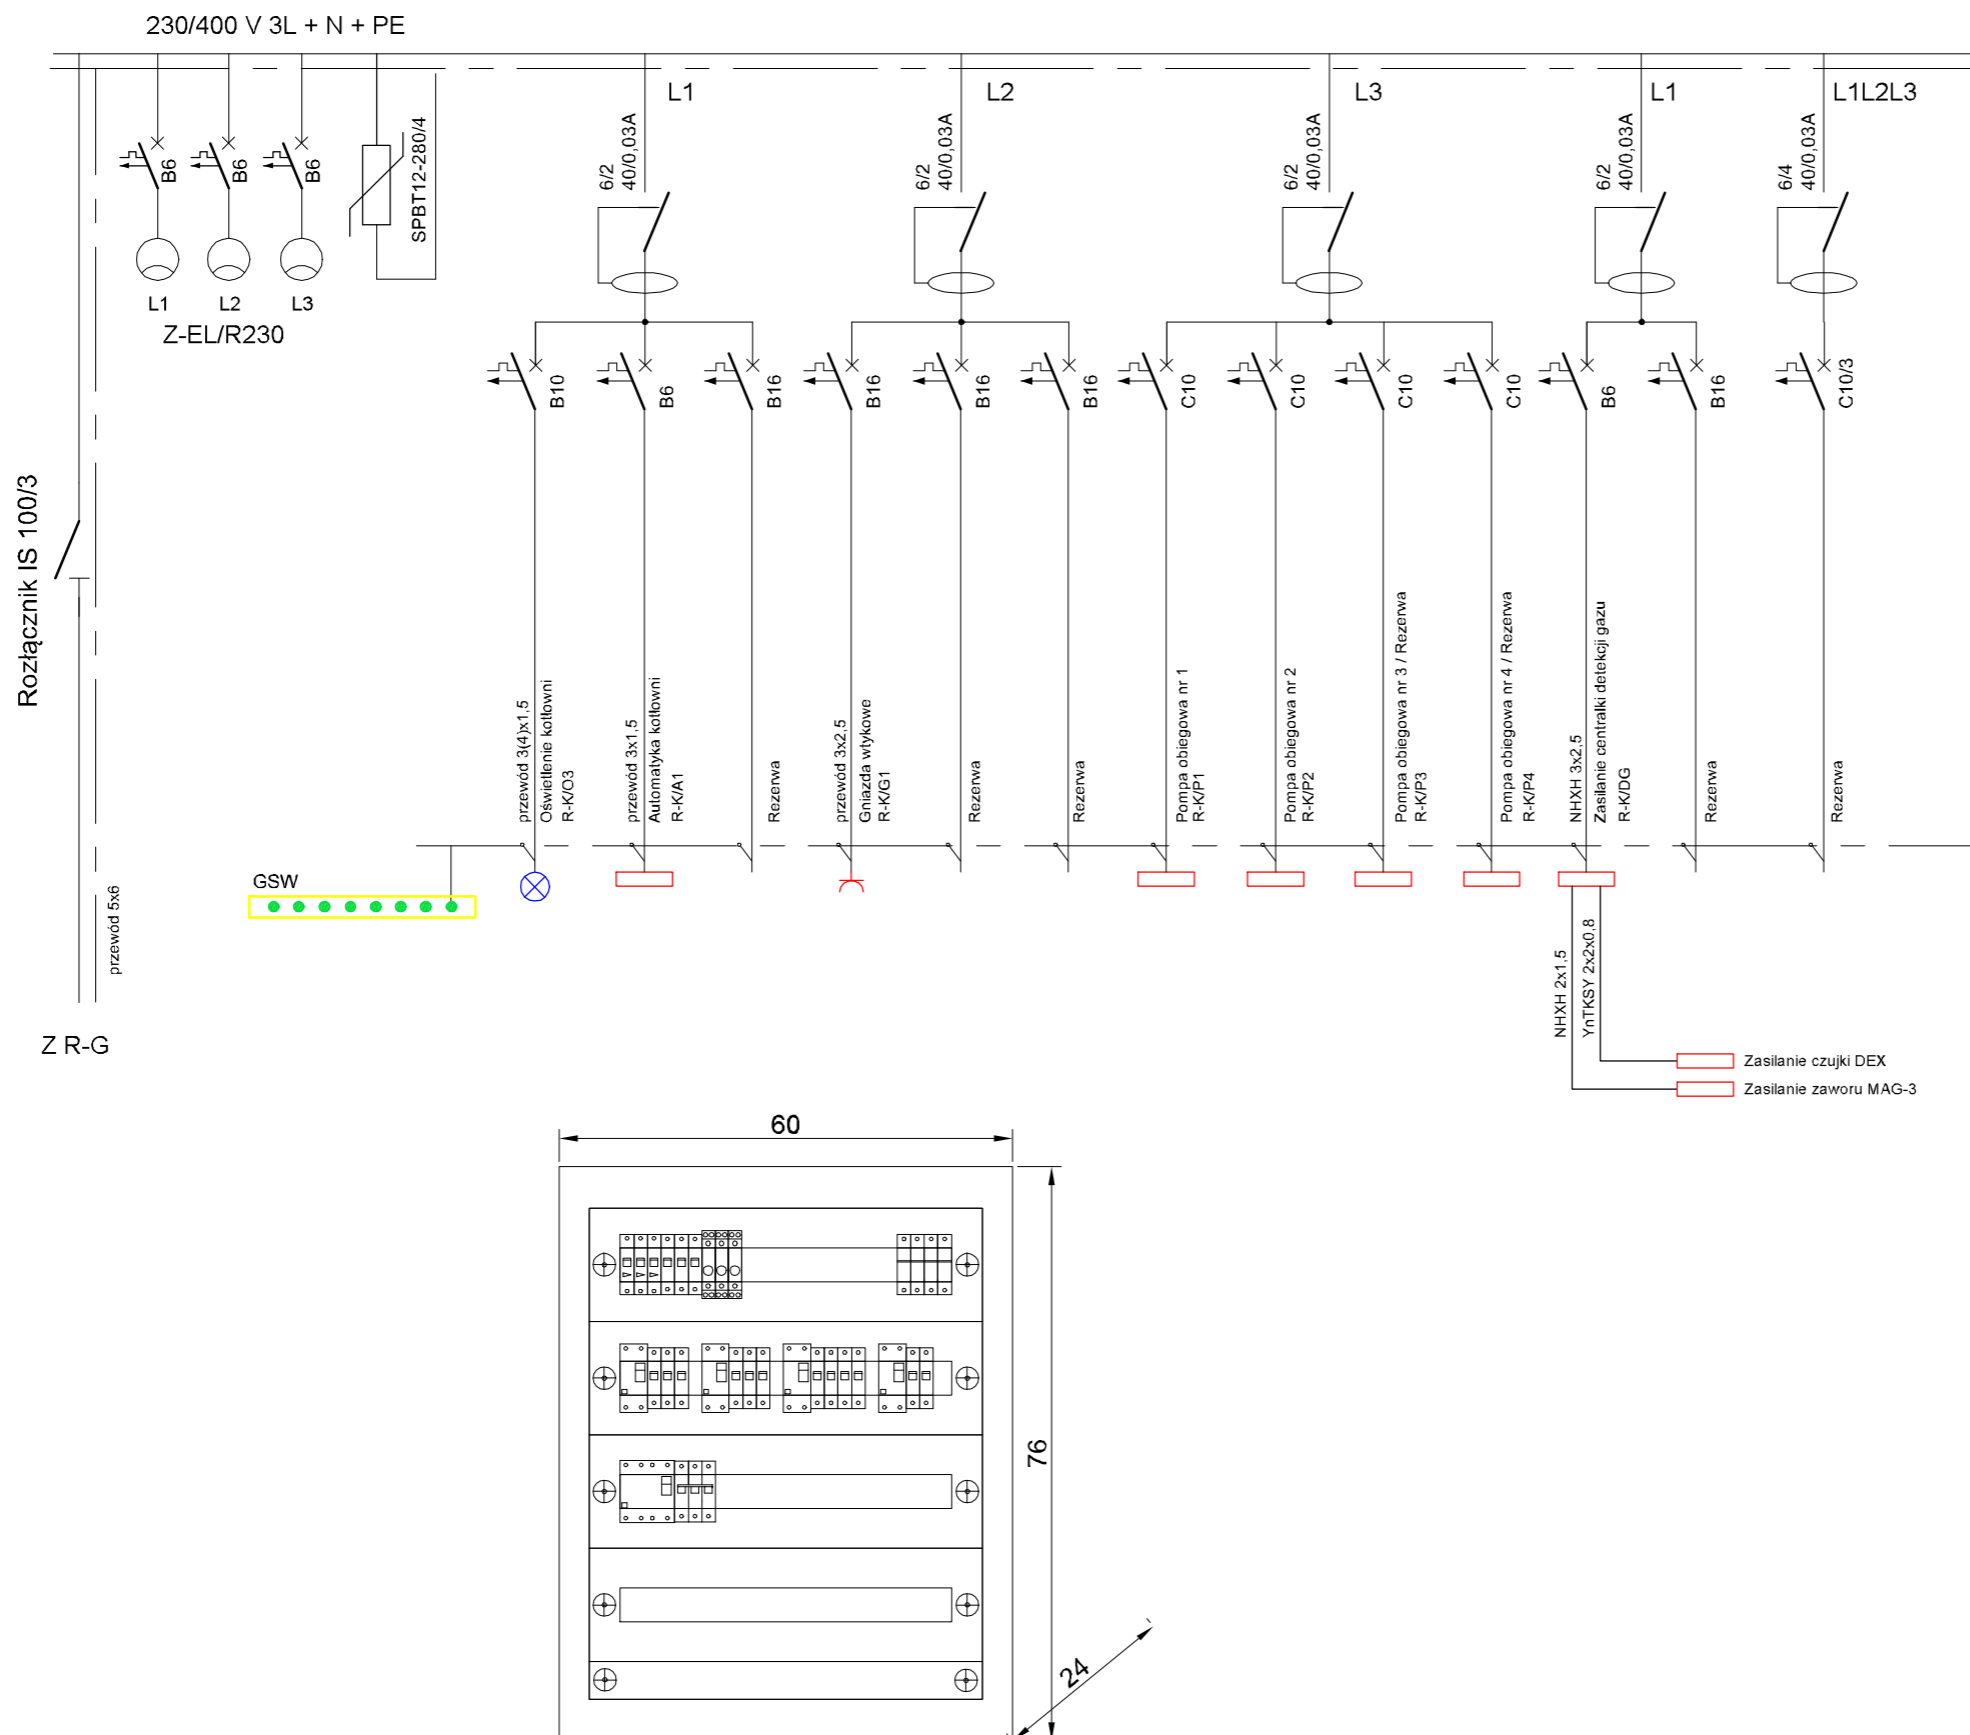 230/400 V 3L + N + PE
L1
L2
L3
L1
L1L2L3
B6
B6
B6
SPBT12-280/4
L1
L2
L3
Z-EL/R230
6/2
40/0,03A
6/2
40/0,03A
6/2
40/0,03A
6/2
40/0,03A
6/4
40/0,03A
B10
B6
B16
B16
B16
B16
C10
C10
C10
C10
B6
B16
C10/3
Rozłącznik IS 100/3
przewód 3(4)x1,5
Oświetlenie kotłowni
R-K/O3
przewód 3x1,5
Automatyka kotłowni
R-K/A1
Rezerwa
przewód 3x2,5
Gniazda wtykowe
R-K/G1
Rezerwa
Rezerwa
Pompa obiegowa nr 1
R-K/P1
Pompa obiegowa nr 2
R-K/P2
Pompa obiegowa nr 3 / Rezerwa
R-K/P3
Pompa obiegowa nr 4 / Rezerwa
R-K/P4
NHXH 3x2,5
Zasilanie centralki detekcji gazu
R-K/DG
Rezerwa
Rezerwa
GSW
przewód 5x6
Z R-G
NHXH 2x1,5
YnTKSY 2x2x0,8
Zasilanie czujki DEX
Zasilanie zaworu MAG-3
60
76
24